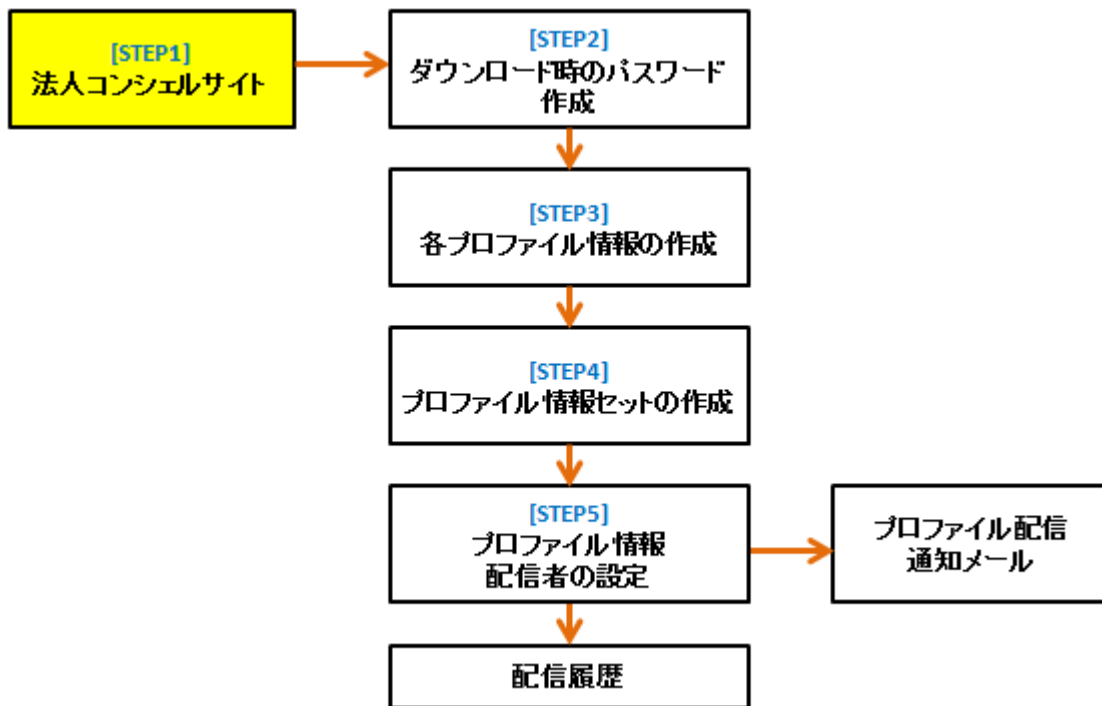 [STEP1]
法人コンシェルサイト
[STEP2]
ダウンロード時のパスワード
作成
[STEP3]
各プロファイル情報の作成
[STEP4]
プロファイル情報セットの作成
[STEP5]
プロファイル情報
配信者の設定
プロファイル配信
通知メール
配信履歴